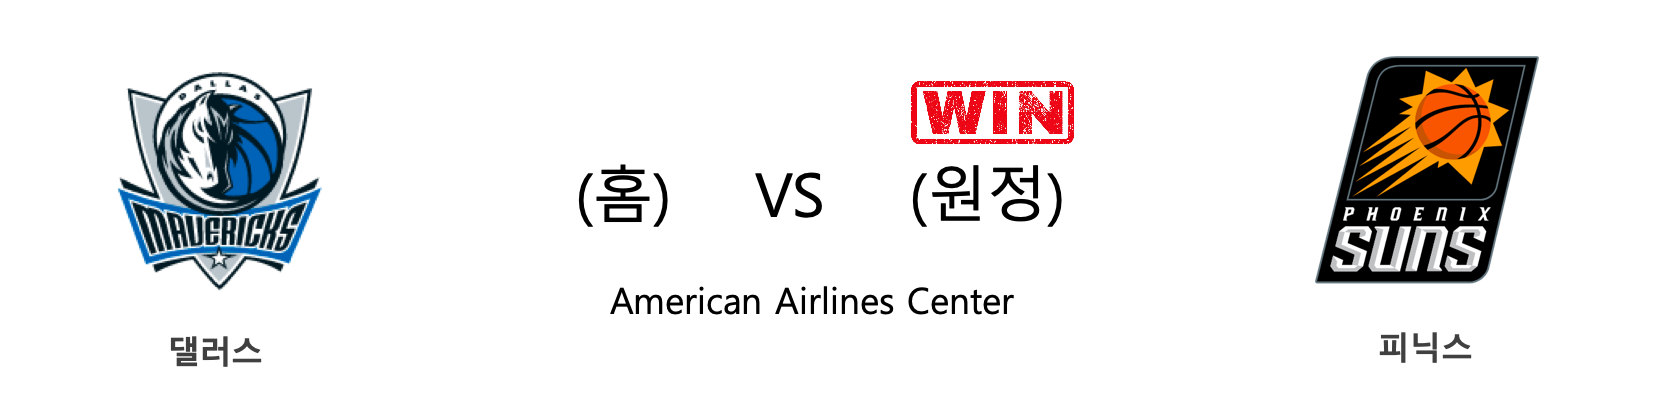 DALLAS
MAVERICKS
댈러스
WIN
(홈) VS (원정)
American Airlines Center
PHOENIX
SUNS
피닉스